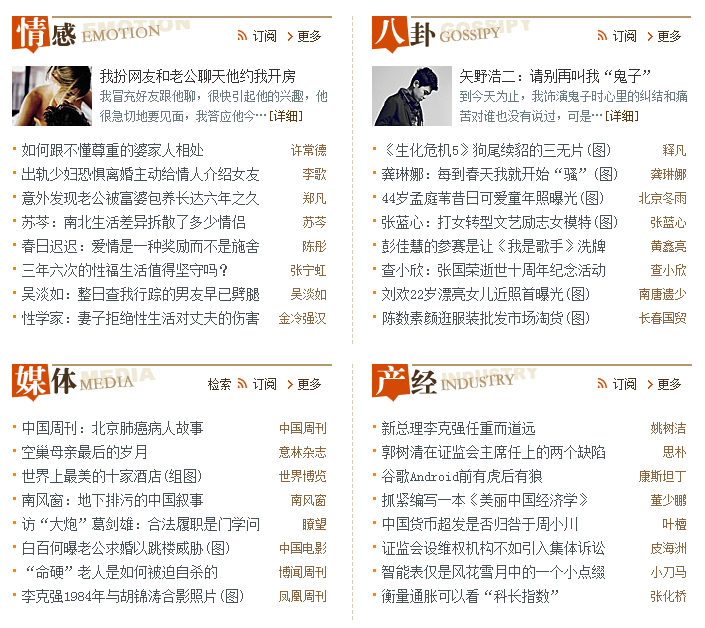 情感 EMOTION 订阅 更多
我扮网友和老公聊天他约我开房
我冒充好友跟他聊，很快引起他的兴趣，他
很急切地要见面，我答应他今…[详细]
如何跟不懂尊重的婆家人相处 许常德
出轨少妇恐惧离婚主动给情人介绍女友 李歌
意外发现老公被富婆包养长达六年之久 郑凡
苏芩：南北生活差异拆散了多少情侣 苏芩
春日迟迟：爱情是一种奖励而不是施舍 陈彤
三年六次的性福生活值得坚守吗？ 张宁虹
吴淡如：整日查我行踪的男友早已劈腿 吴淡如
性学家：妻子拒绝性生活对丈夫的伤害 金冷强汉
八卦 GOSSIPY 订阅 更多
矢野浩二：请别再叫我“鬼子”
到今天为止，我饰演鬼子时心里的纠结和痛
苦对谁也没有说过，可是…[详细]
《生化危机5》狗尾续貂的三无片(图) 释凡
龚琳娜：每到春天我就开始“骚”(图) 龚琳娜
44岁孟庭苇昔日可爱童年照曝光(图) 北京冬雨
张蓝心：打女转型文艺励志女模特(图) 张蓝心
彭佳慧的参赛是让《我是歌手》洗牌 黄鑫亮
查小欣：张国荣逝世十周年纪念活动 查小欣
刘欢22岁漂亮女儿近照首曝光(图) 南唐遗少
陈数素颜逛服装批发市场淘货(图) 长春国贸
媒体 MEDIA 检索 订阅 更多
中国周刊：北京肺癌病人故事 中国周刊
空巢母亲最后的岁月 意林杂志
世界上最美的十家酒店(组图) 世界博览
南风窗：地下排污的中国叙事 南风窗
访“大炮”葛剑雄：合法履职是门学问 瞭望
白百何曝老公求婚以跳楼威胁(图) 中国电影
“命硬”老人是如何被迫自杀的 博闻周刊
李克强1984年与胡锦涛合影照片(图) 凤凰周刊
产经 INDUSTRY 订阅 更多
新总理李克强任重而道远 姚树洁
郭树清在证监会主席任上的两个缺陷 思朴
谷歌Android前有虎后有狼 康斯坦丁
抓紧编写一本《美丽中国经济学》 董少鹏
中国货币超发是否归咎于周小川 叶檀
证监会设维权机构不如引入集体诉讼 皮海洲
智能表仅是风花雪月中的一个小点缀 小刀马
衡量通胀可以看“科长指数” 张化桥